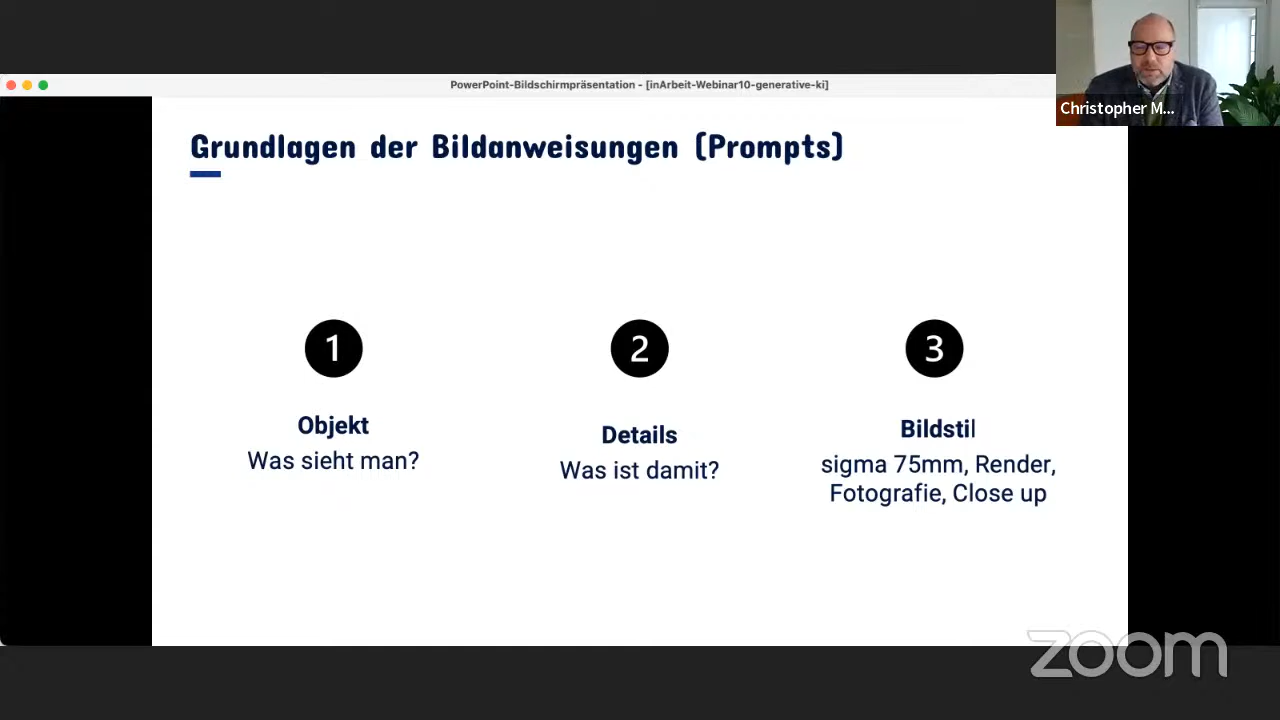 PowerPoint-Bildschirmpräsentation - [inArbeit-Webinar10-generative-ki]
Christopher M...
Grundlagen der Bildanweisungen (Prompts)
1
Objekt
Was sieht man?
2
Details
Was ist damit?
3
Bildstil
sigma 75mm, Render,
Fotografie, Close up
zoom